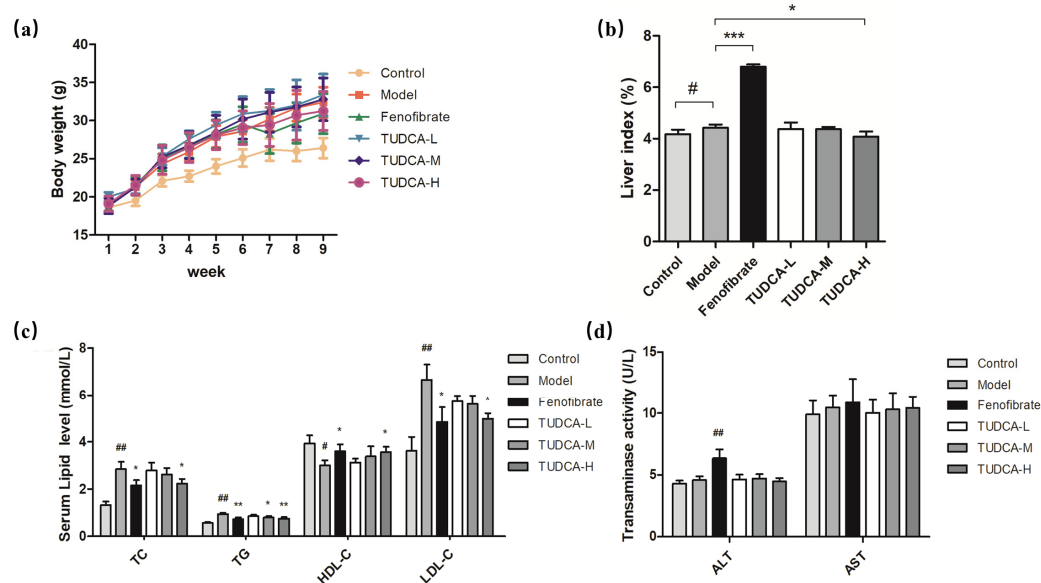 (a)
Body weight (g)
40
35
30
25
20
15
1 2 3 4 5 6 7 8 9
week
Control
Model
Fenofibrate
TUDCA-L
TUDCA-M
TUDCA-H
(b)
Liver index (%)
8
6
4
2
0
*
***
#
Control
Model
Fenofibrate
TUDCA-L
TUDCA-M
TUDCA-H
(c)
Serum Lipid level (mmol/L)
8
6
4
2
0
## * *
## ** * **
# * *
## * *
TC
TG
HDL-C
LDL-C
Control
Model
Fenofibrate
TUDCA-L
TUDCA-M
TUDCA-H
(d)
Transaminase activity (U/L)
15
10
5
0
##
ALT
AST
Control
Model
Fenofibrate
TUDCA-L
TUDCA-M
TUDCA-H